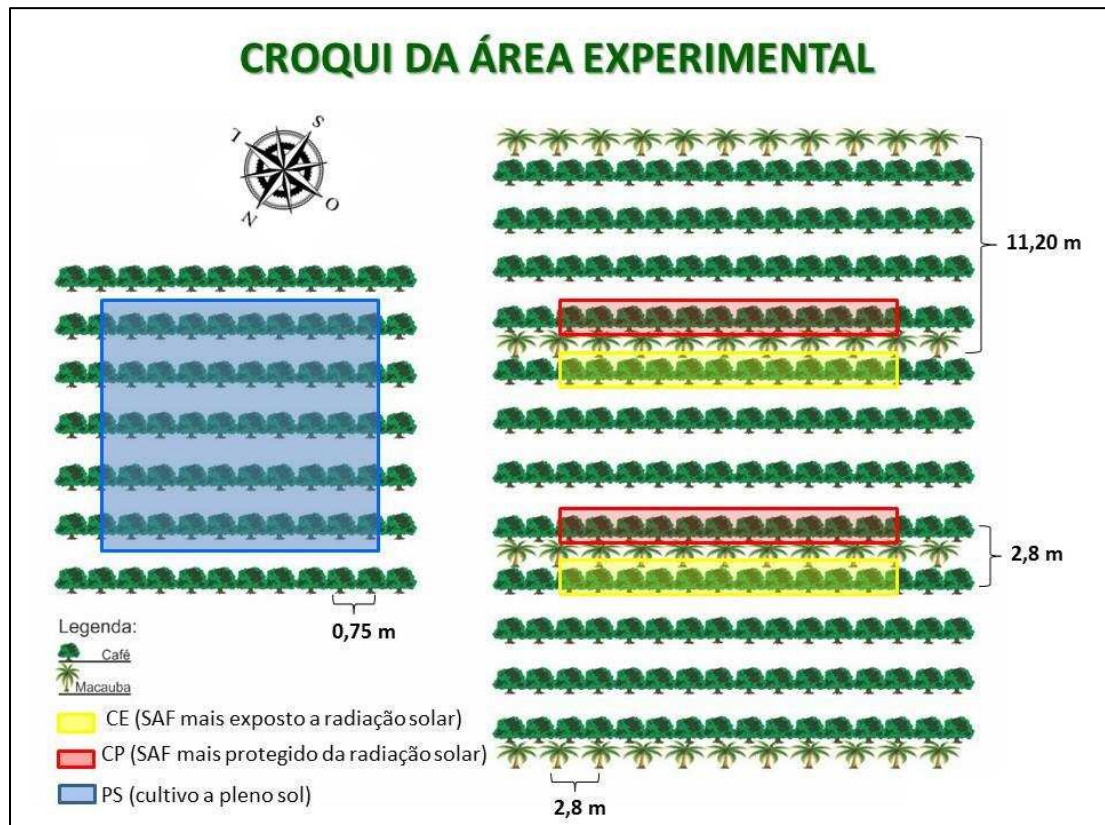 CROQUI DA ÁREA EXPERIMENTAL
S
L
O
N
11,20 m
2,8 m
0,75 m
Legenda:
Café
Macauba
CE (SAF mais exposto a radiação solar)
CP (SAF mais protegido da radiação solar)
PS (cultivo a pleno sol)
2,8 m